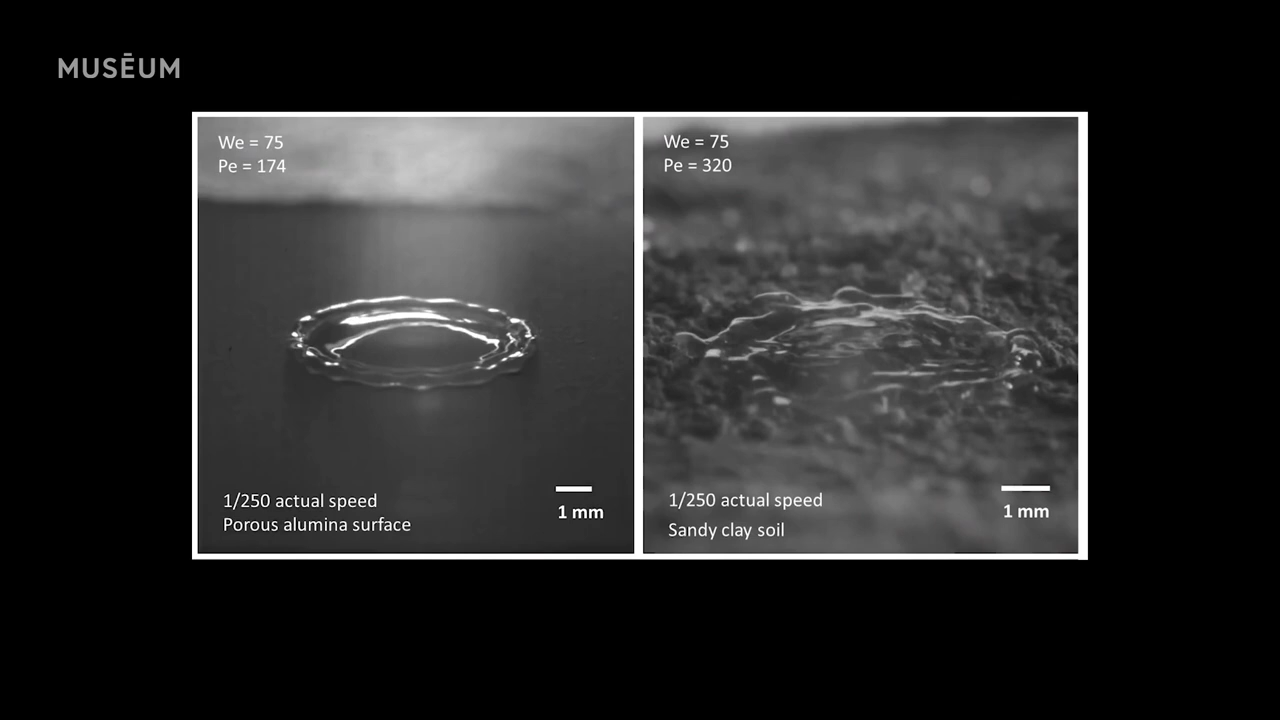 MUSĒUM
We = 75
Pe = 174
1/250 actual speed
Porous alumina surface
1 mm
We = 75
Pe = 320
1/250 actual speed
Sandy clay soil
1 mm